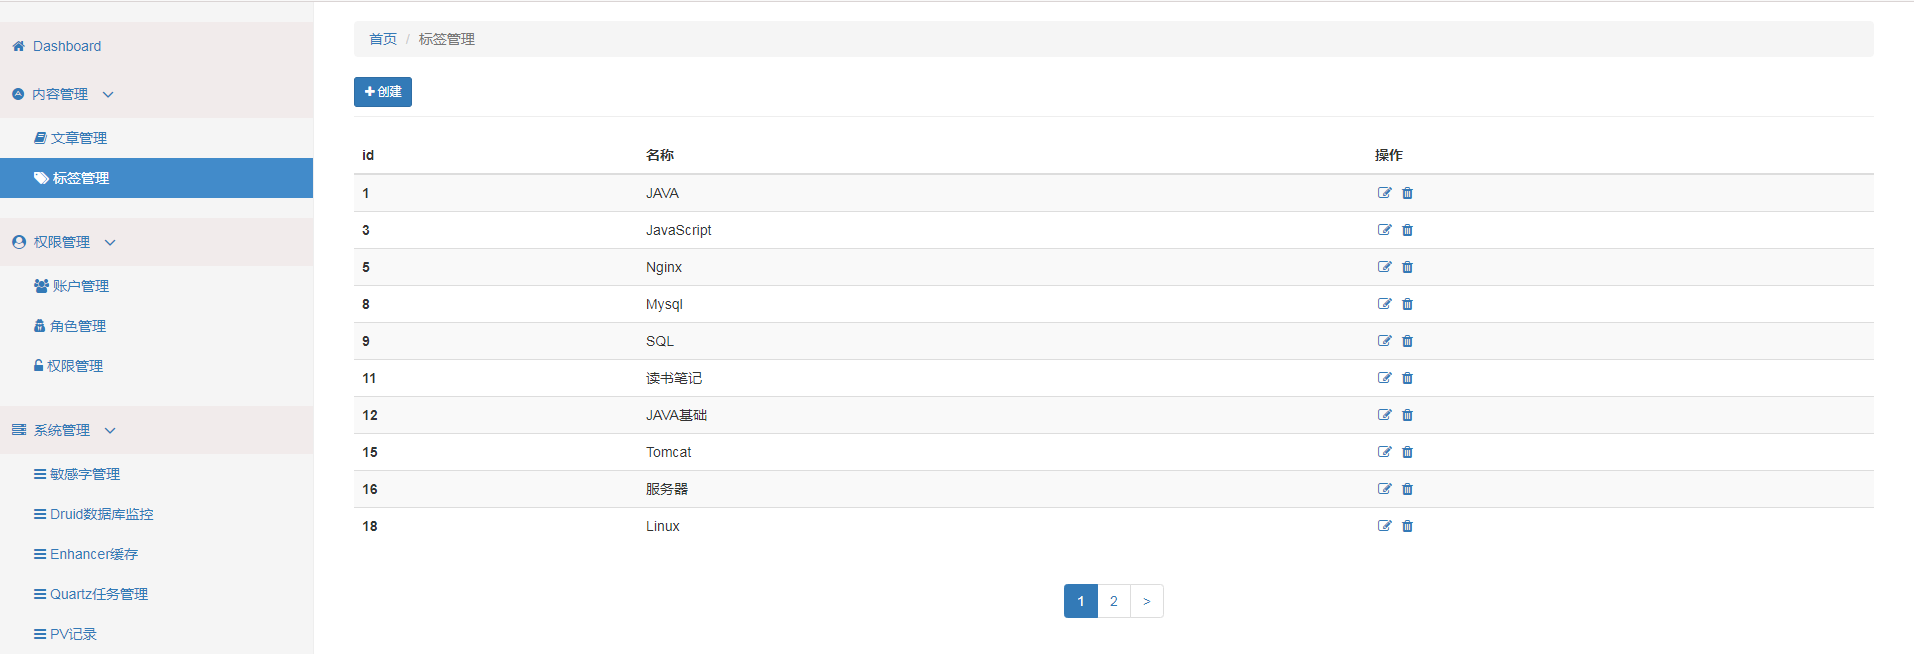 Dashboard
内容管理
文章管理
标签管理
权限管理
账户管理
角色管理
权限管理
系统管理
敏感字管理
Druid数据库监控
Enhancer缓存
Quartz任务管理
PV记录
首页 / 标签管理
创建
id 名称 操作
1 JAVA
3 JavaScript
5 Nginx
8 Mysql
9 SQL
11 读书笔记
12 JAVA基础
15 Tomcat
16 服务器
18 Linux
1 2 >